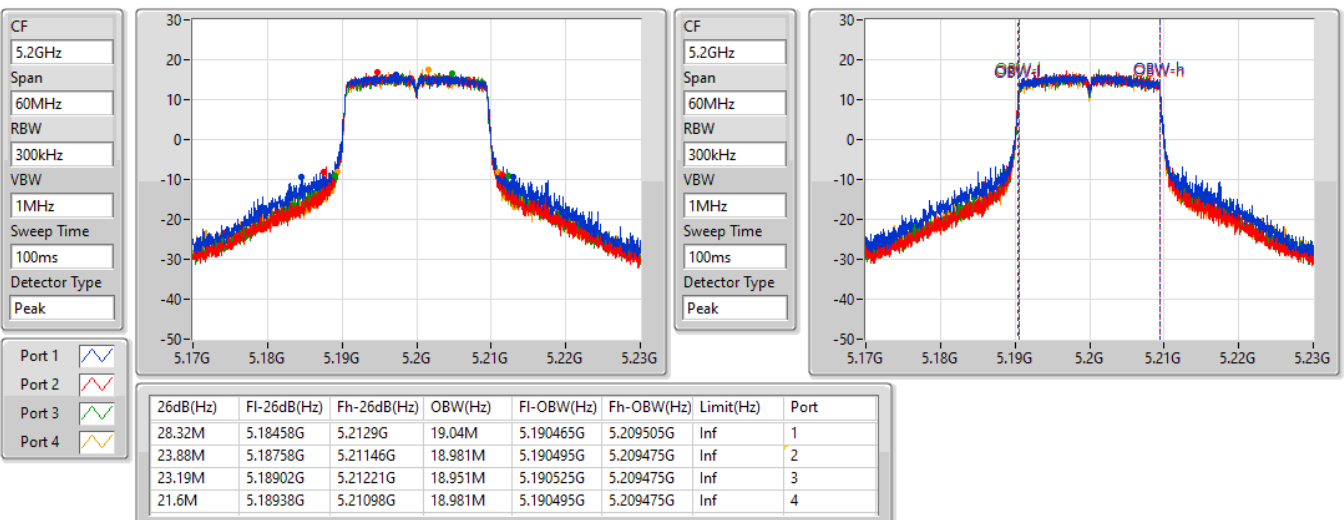 CF
5.2GHz
Span
60MHz
RBW
300kHz
VBW
1MHz
Sweep Time
100ms
Detector Type
Peak
30
20
10
0
-10
-20
-30
-40
-50
5.17G 5.18G 5.19G 5.2G 5.21G 5.22G 5.23G
CF
5.2GHz
Span
60MHz
RBW
300kHz
VBW
1MHz
Sweep Time
100ms
Detector Type
Peak
30
20
10
0
-10
-20
-30
-40
-50
OBW-l OBW-h
5.17G 5.18G 5.19G 5.2G 5.21G 5.22G 5.23G
Port 1
Port 2
Port 3
Port 4
26dB(Hz) Fl-26dB(Hz) Fh-26dB(Hz) OBW(Hz) Fl-OBW(Hz) Fh-OBW(Hz) Limit(Hz) Port
28.32M 5.18458G 5.2129G 19.04M 5.190465G 5.209505G Inf 1
23.88M 5.18758G 5.21146G 18.981M 5.190495G 5.209475G Inf 2
23.19M 5.18902G 5.21221G 18.951M 5.190525G 5.209475G Inf 3
21.6M 5.18938G 5.21098G 18.981M 5.190495G 5.209475G Inf 4